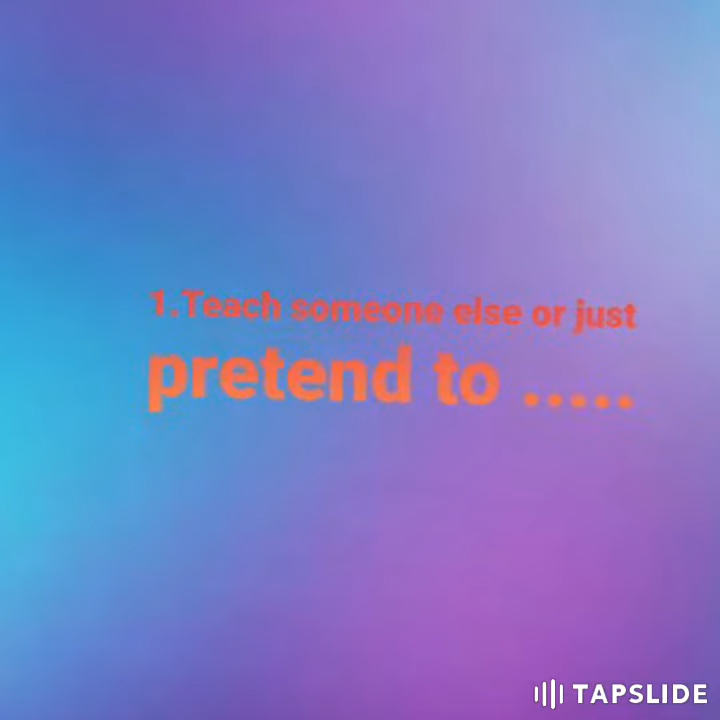 1.Teach someone else or just
pretend to .....
TAPSLIDE